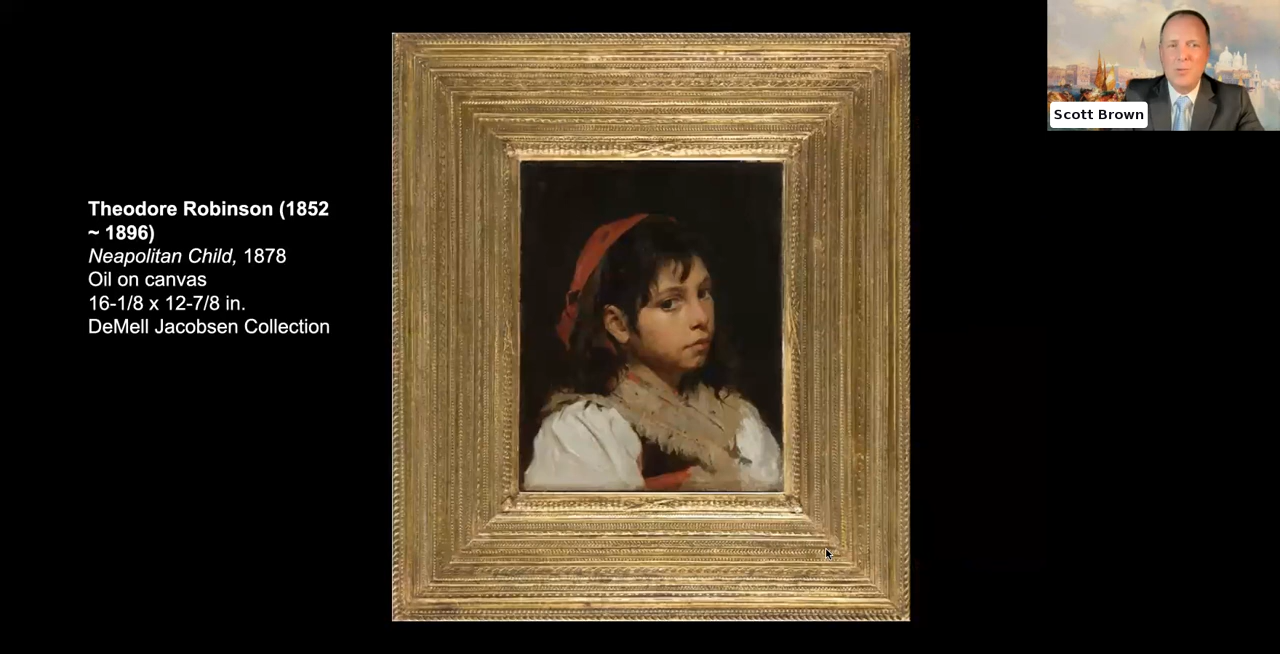 Theodore Robinson (1852
~ 1896)
Neapolitan Child, 1878
Oil on canvas
16-1/8 x 12-7/8 in.
DeMell Jacobsen Collection
Scott Brown